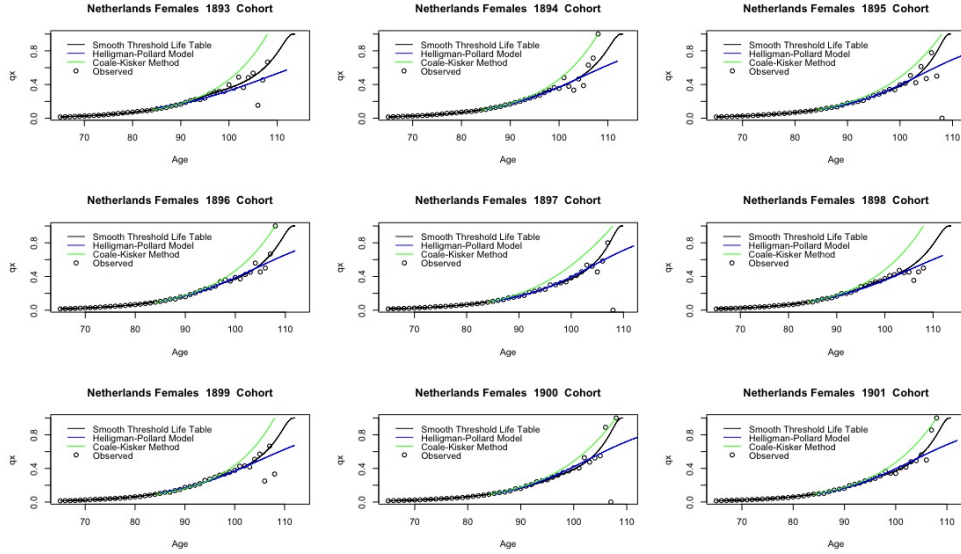 Netherlands Females 1893 Cohort
Smooth Threshold Life Table
Helligman-Pollard Model
Coale-Kisker Method
Observed
qx
0.0 0.4 0.8
70 80 90 100 110
Age
Netherlands Females 1894 Cohort
Smooth Threshold Life Table
Helligman-Pollard Model
Coale-Kisker Method
Observed
qx
0.0 0.4 0.8
70 80 90 100 110
Age
Netherlands Females 1895 Cohort
Smooth Threshold Life Table
Helligman-Pollard Model
Coale-Kisker Method
Observed
qx
0.0 0.4 0.8
70 80 90 100 110
Age
Netherlands Females 1896 Cohort
Smooth Threshold Life Table
Helligman-Pollard Model
Coale-Kisker Method
Observed
qx
0.0 0.4 0.8
70 80 90 100 110
Age
Netherlands Females 1897 Cohort
Smooth Threshold Life Table
Helligman-Pollard Model
Coale-Kisker Method
Observed
qx
0.0 0.4 0.8
70 80 90 100 110
Age
Netherlands Females 1898 Cohort
Smooth Threshold Life Table
Helligman-Pollard Model
Coale-Kisker Method
Observed
qx
0.0 0.4 0.8
70 80 90 100 110
Age
Netherlands Females 1899 Cohort
Smooth Threshold Life Table
Helligman-Pollard Model
Coale-Kisker Method
Observed
qx
0.0 0.4 0.8
70 80 90 100 110
Age
Netherlands Females 1900 Cohort
Smooth Threshold Life Table
Helligman-Pollard Model
Coale-Kisker Method
Observed
qx
0.0 0.4 0.8
70 80 90 100 110
Age
Netherlands Females 1901 Cohort
Smooth Threshold Life Table
Helligman-Pollard Model
Coale-Kisker Method
Observed
qx
0.0 0.4 0.8
70 80 90 100 110
Age